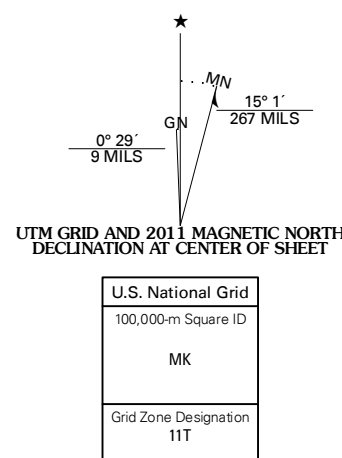 MN
15° 1´
267 MILS
GN
0° 29´
9 MILS
UTM GRID AND 2011 MAGNETIC NORTH
DECLINATION AT CENTER OF SHEET
U.S. National Grid
100,000-m Square ID
MK
Grid Zone Designation
11T